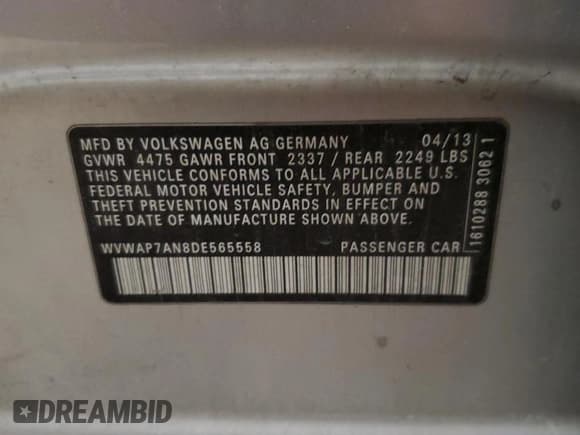 MFD BY VOLKSWAGEN AG GERMANY 04/13
GVWR 4475 GAWR FRONT 2337 / REAR 2249 LBS
THIS VEHICLE CONFORMS TO ALL APPLICABLE U.S.
FEDERAL MOTOR VEHICLE SAFETY, BUMPER AND
THEFT PREVENTION STANDARDS IN EFFECT ON
THE DATE OF MANUFACTURE SHOWN ABOVE.
WVWAP7AN8DE565558 PASSENGER CAR
1610288 3062 1
DREAMBID